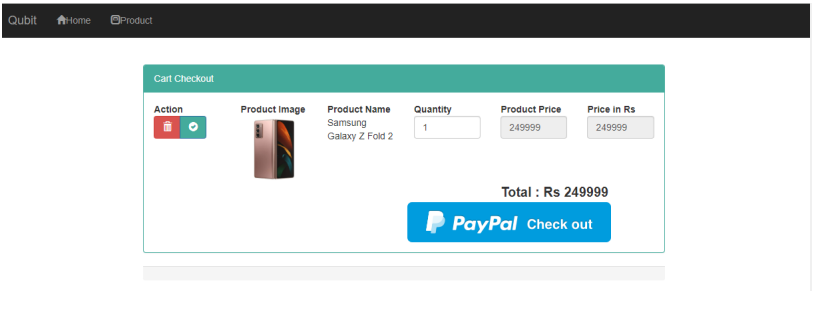 Qubit Home Product
Cart Checkout
Action Product Image Product Name Quantity Product Price Price in Rs
Samsung
Galaxy Z Fold 2
1 249999 249999
Total : Rs 249999
PayPal Check out